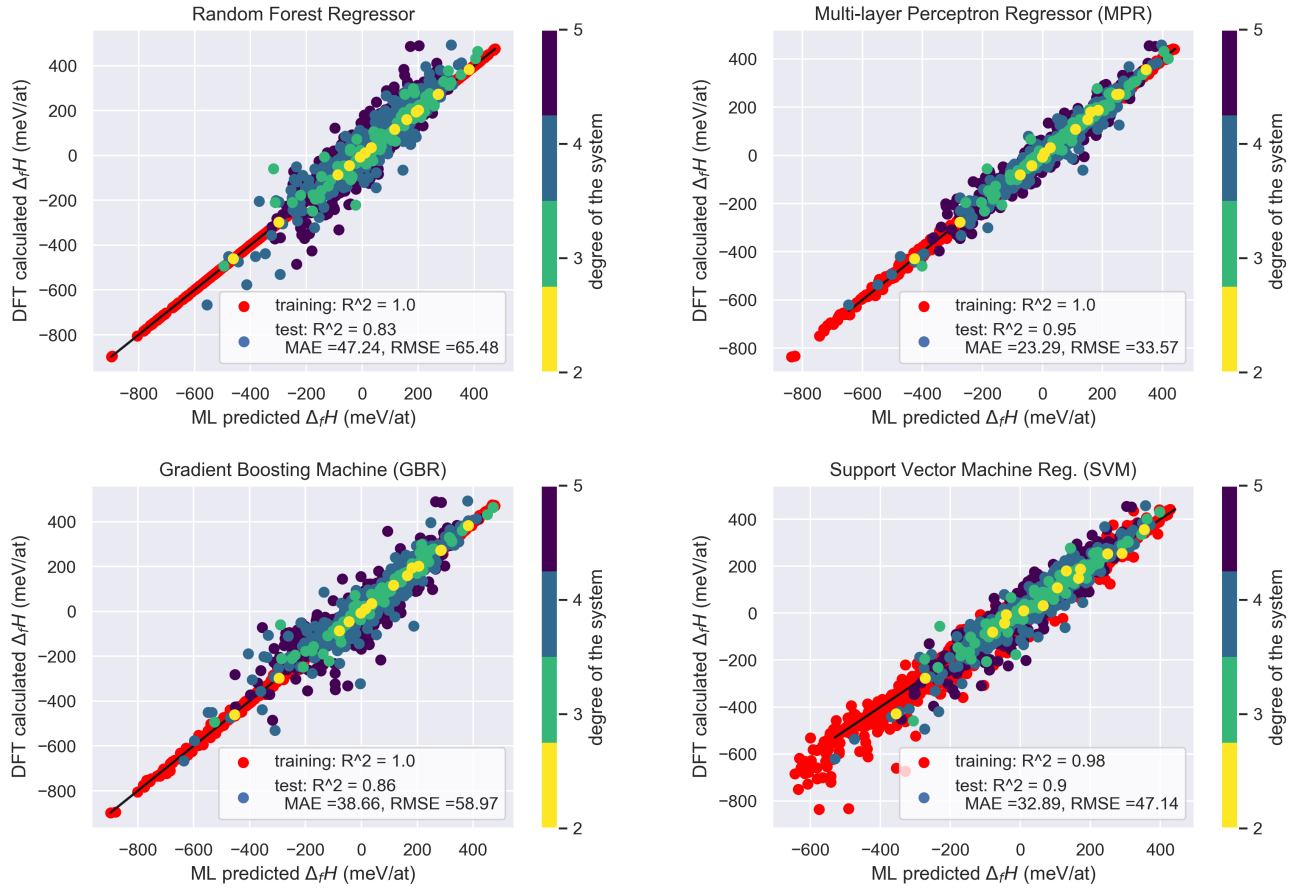 Random Forest Regressor
DFT calculated ΔfH (meV/at)
400
200
0
−200
−400
−600
−800
training: R^2 = 1.0
test: R^2 = 0.83
MAE =47.24, RMSE =65.48
−800 −600 −400 −200 0 200 400
ML predicted ΔfH (meV/at)
5
4
3
2
degree of the system
Multi-layer Perceptron Regressor (MPR)
DFT calculated ΔfH (meV/at)
400
200
0
−200
−400
−600
−800
training: R^2 = 1.0
test: R^2 = 0.95
MAE =23.29, RMSE =33.57
−800 −600 −400 −200 0 200 400
ML predicted ΔfH (meV/at)
5
4
3
2
degree of the system
Gradient Boosting Machine (GBR)
DFT calculated ΔfH (meV/at)
400
200
0
−200
−400
−600
−800
training: R^2 = 1.0
test: R^2 = 0.86
MAE =38.66, RMSE =58.97
−800 −600 −400 −200 0 200 400
ML predicted ΔfH (meV/at)
5
4
3
2
degree of the system
Support Vector Machine Reg. (SVM)
DFT calculated ΔfH (meV/at)
400
200
0
−200
−400
−600
−800
training: R^2 = 0.98
test: R^2 = 0.9
MAE =32.89, RMSE =47.14
−600 −400 −200 0 200 400
ML predicted ΔfH (meV/at)
5
4
3
2
degree of the system